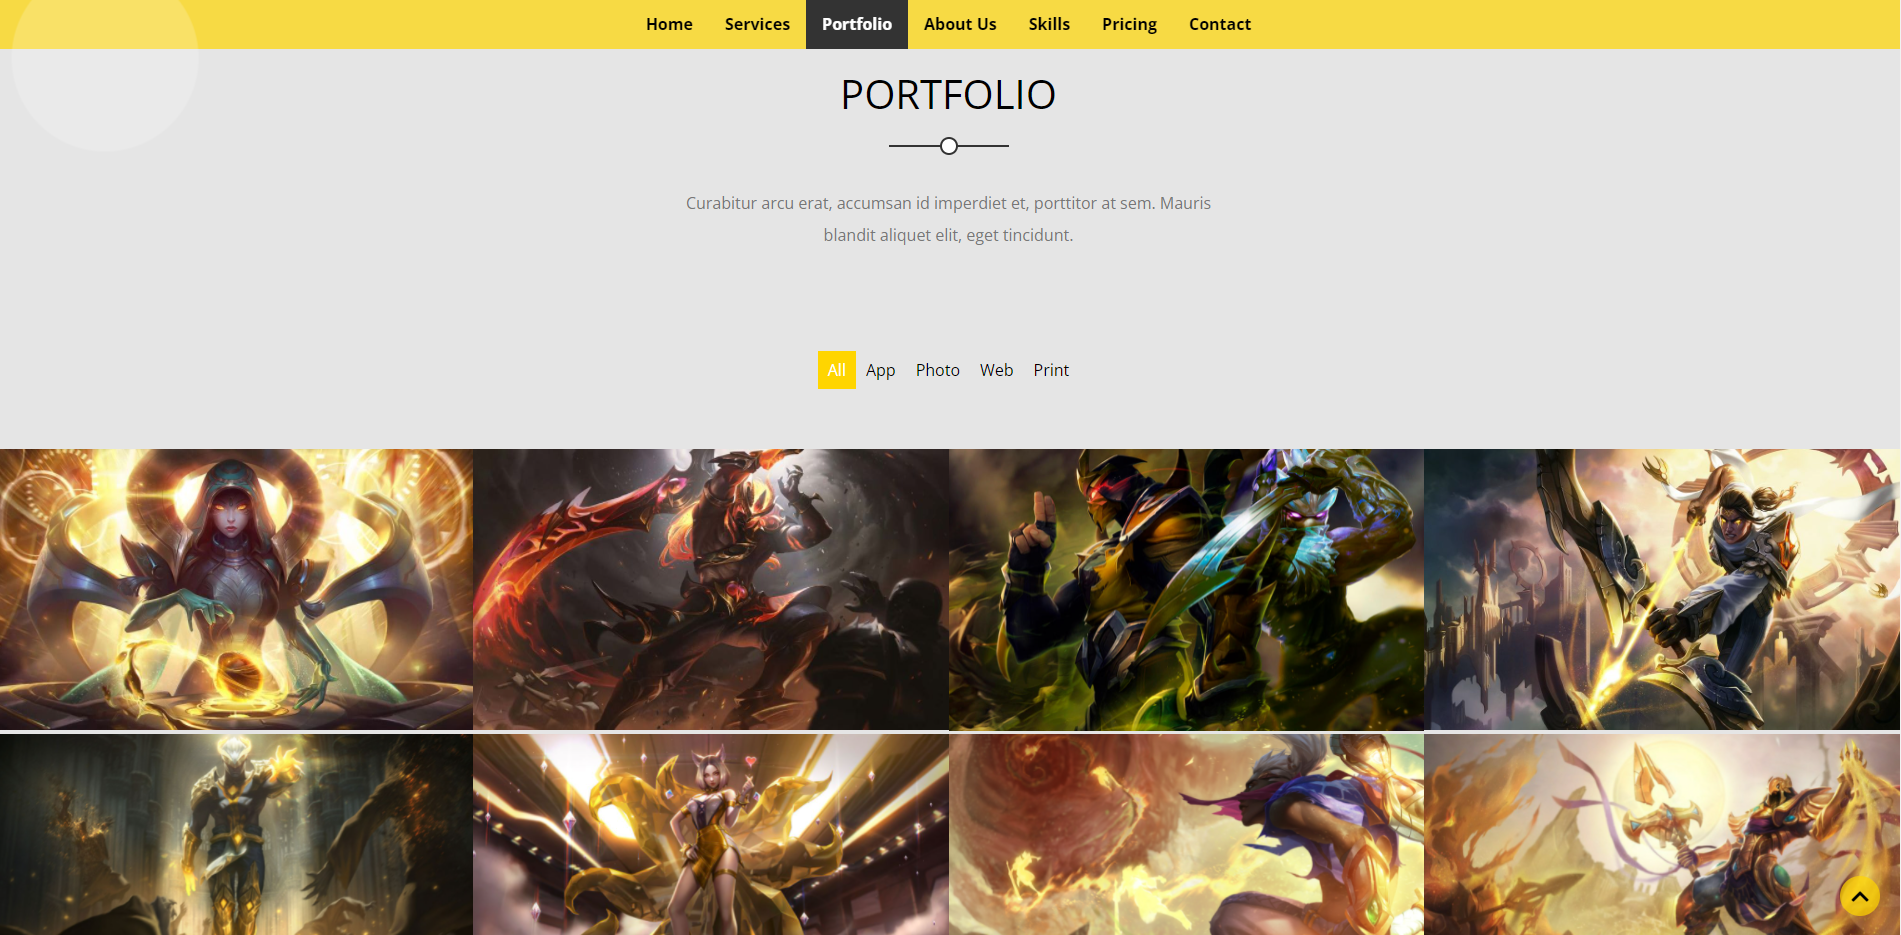 Home Services Portfolio About Us Skills Pricing Contact
PORTFOLIO
Curabitur arcu erat, accumsan id imperdiet et, porttitor at sem. Mauris
blandit aliquet elit, eget tincidunt.
All App Photo Web Print